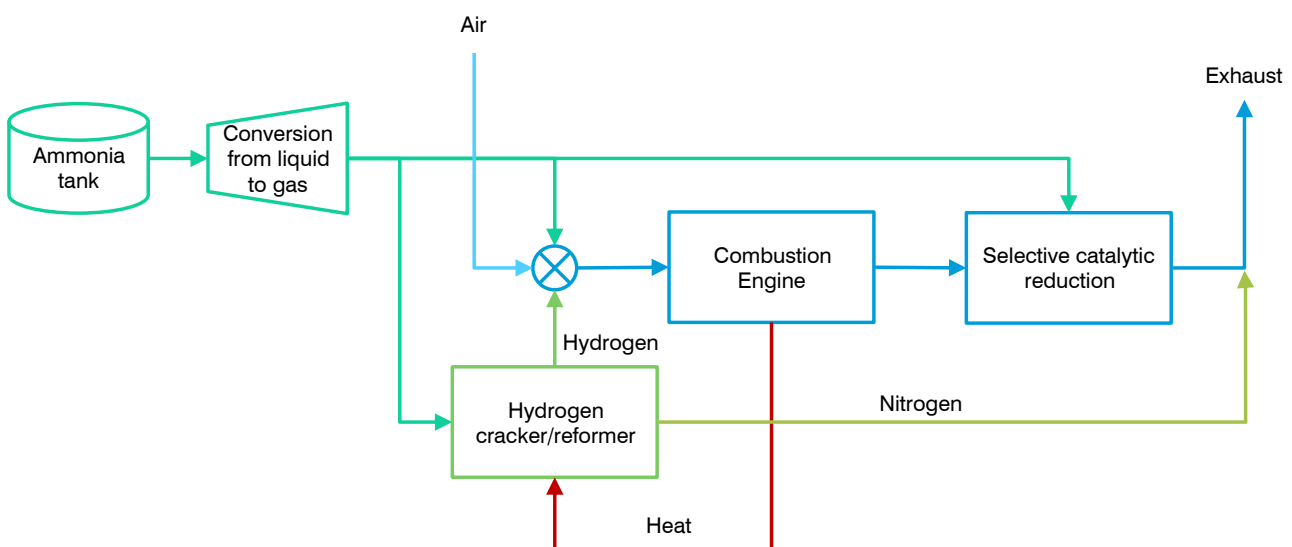 Air
Exhaust
Ammonia
tank
Conversion
from liquid
to gas
Combustion
Engine
Selective catalytic
reduction
Hydrogen
Hydrogen
cracker/reformer
Nitrogen
Heat